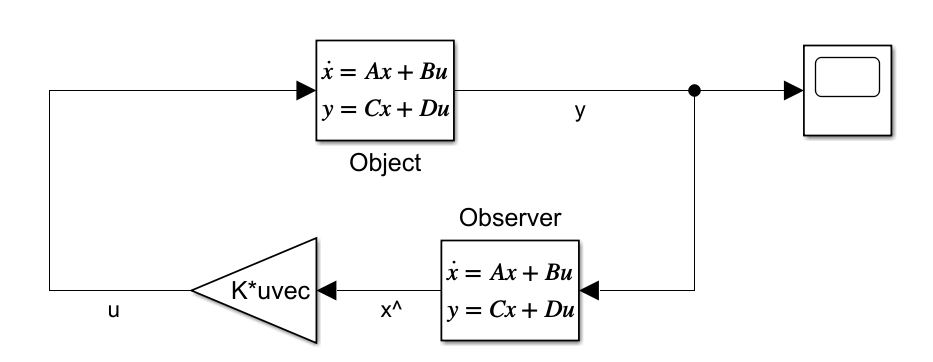 ẋ = Ax + Bu
y = Cx + Du
Object
y
Observer
ẋ = Ax + Bu
y = Cx + Du
x^
K*uvec
u